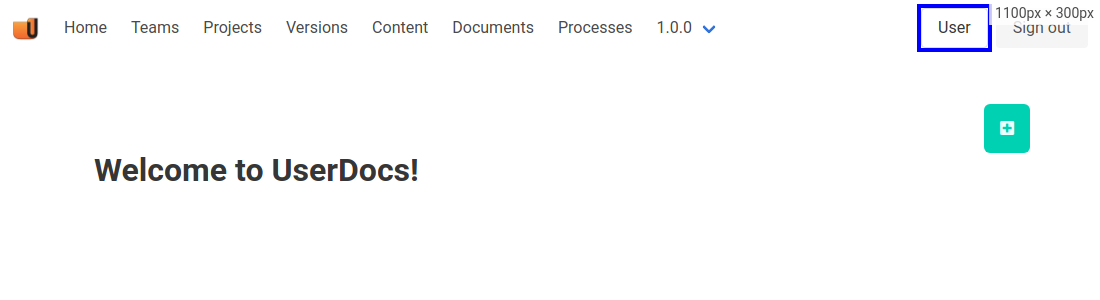 Home Teams Projects Versions Content Documents Processes 1.0.0 User Sign out
1100px × 300px
Welcome to UserDocs!